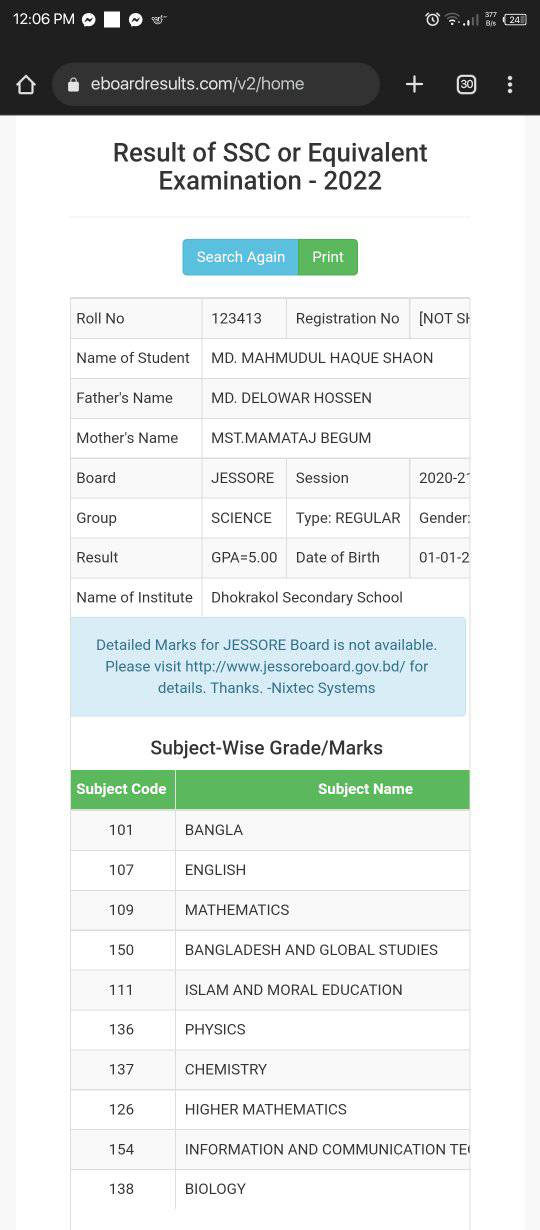 12:06 PM
377
B/s
24
eboardresults.com/v2/home
30
Result of SSC or Equivalent
Examination - 2022
Search Again Print
Roll No 123413 Registration No [NOT SH
Name of Student MD. MAHMUDUL HAQUE SHAON
Father's Name MD. DELOWAR HOSSEN
Mother's Name MST.MAMATAJ BEGUM
Board JESSORE Session 2020-21
Group SCIENCE Type: REGULAR Gender:
Result GPA=5.00 Date of Birth 01-01-2
Name of Institute Dhokrakol Secondary School
Detailed Marks for JESSORE Board is not available.
Please visit http://www.jessoreboard.gov.bd/ for
details. Thanks. -Nixtec Systems
Subject-Wise Grade/Marks
Subject Code Subject Name
101 BANGLA
107 ENGLISH
109 MATHEMATICS
150 BANGLADESH AND GLOBAL STUDIES
111 ISLAM AND MORAL EDUCATION
136 PHYSICS
137 CHEMISTRY
126 HIGHER MATHEMATICS
154 INFORMATION AND COMMUNICATION TE
138 BIOLOGY